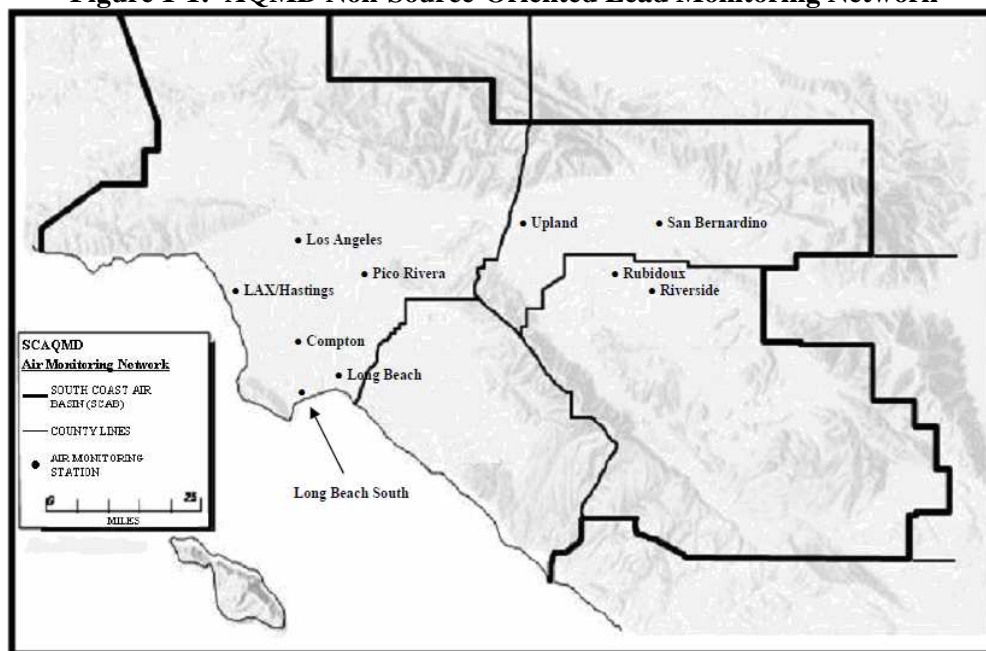 Figure 1-1. AQMD Non-Source-Oriented Lead Monitoring Network
Upland
San Bernardino
Los Angeles
Pico Rivera
Rubidoux
LAX/Hastings
Riverside
Compton
Long Beach
Long Beach South
SCAQMD
Air Monitoring Network
SOUTH COAST AIR
BASIN (SCAB)
COUNTY LINES
AIR MONITORING
STATION
0 25
MILES